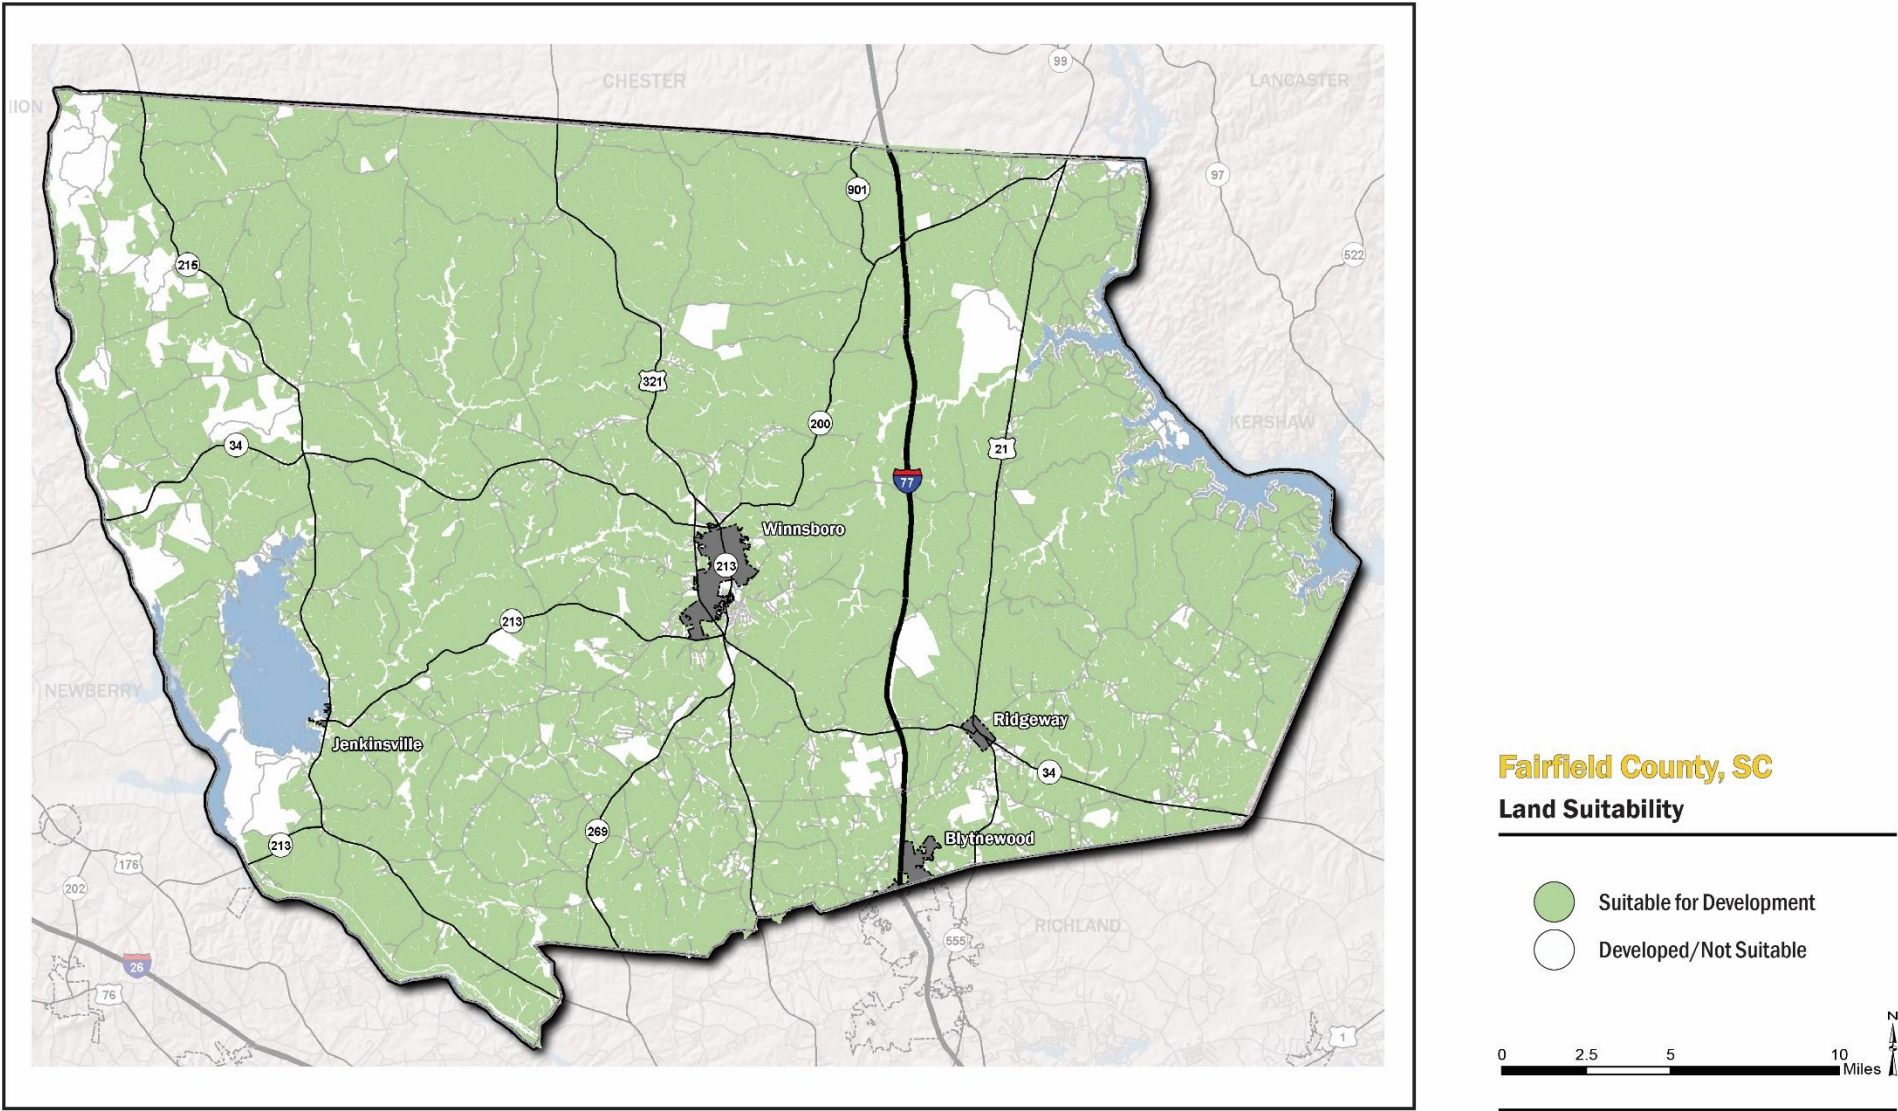 CHESTER
99
LANCASTER
NION
901
97
215
522
321
200
KERSHAW
34
21
77
Winnsboro
213
213
NEWBERRY
Ridgeway
Jenkinsville
34
269
Blythewood
213
176
202
RICHLAND
555
26
76
1
Fairfield County, SC
Land Suitability
Suitable for Development
Developed/Not Suitable
N
0 2.5 5 10
Miles